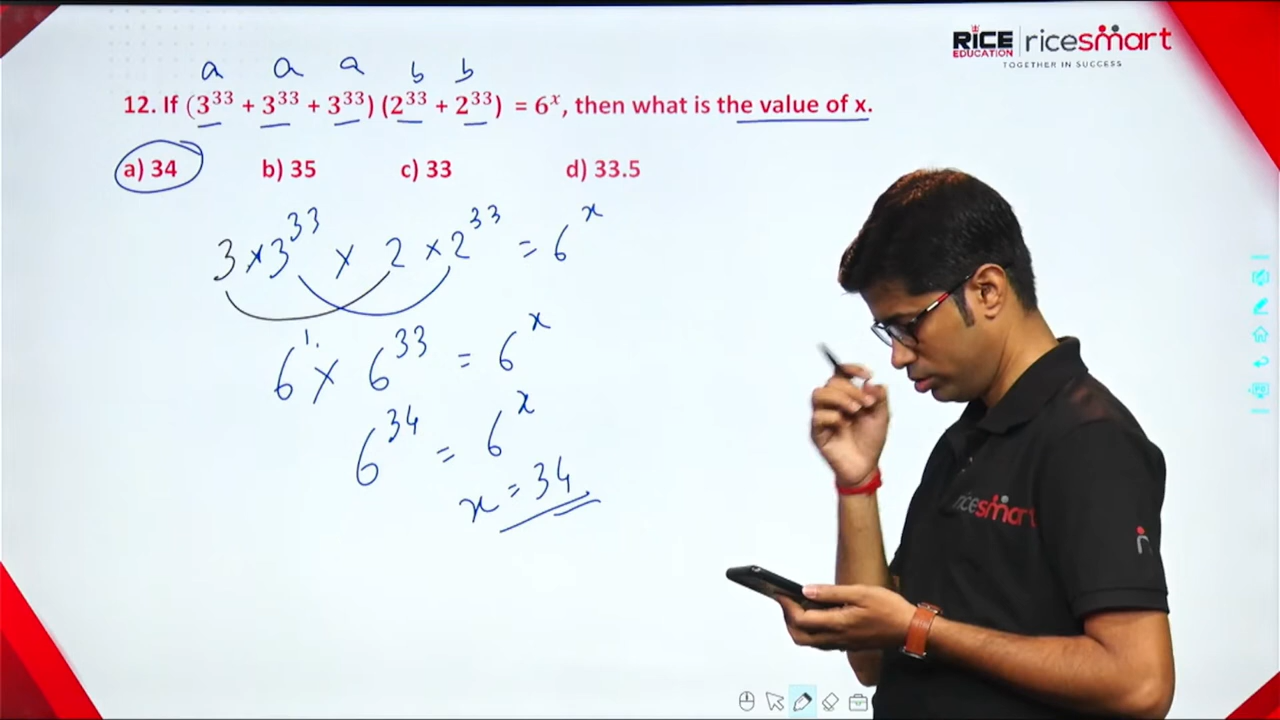 RICE EDUCATION ricesmart
TOGETHER IN SUCCESS
a a a b b
12. If (3³³ + 3³³ + 3³³) (2³³ + 2³³) = 6ˣ, then what is the value of x.
a) 34 b) 35 c) 33 d) 33.5
3 × 3³³ × 2 × 2³³ = 6ˣ
6¹ × 6³³ = 6ˣ
6³⁴ = 6ˣ
x = 34
ricesmart